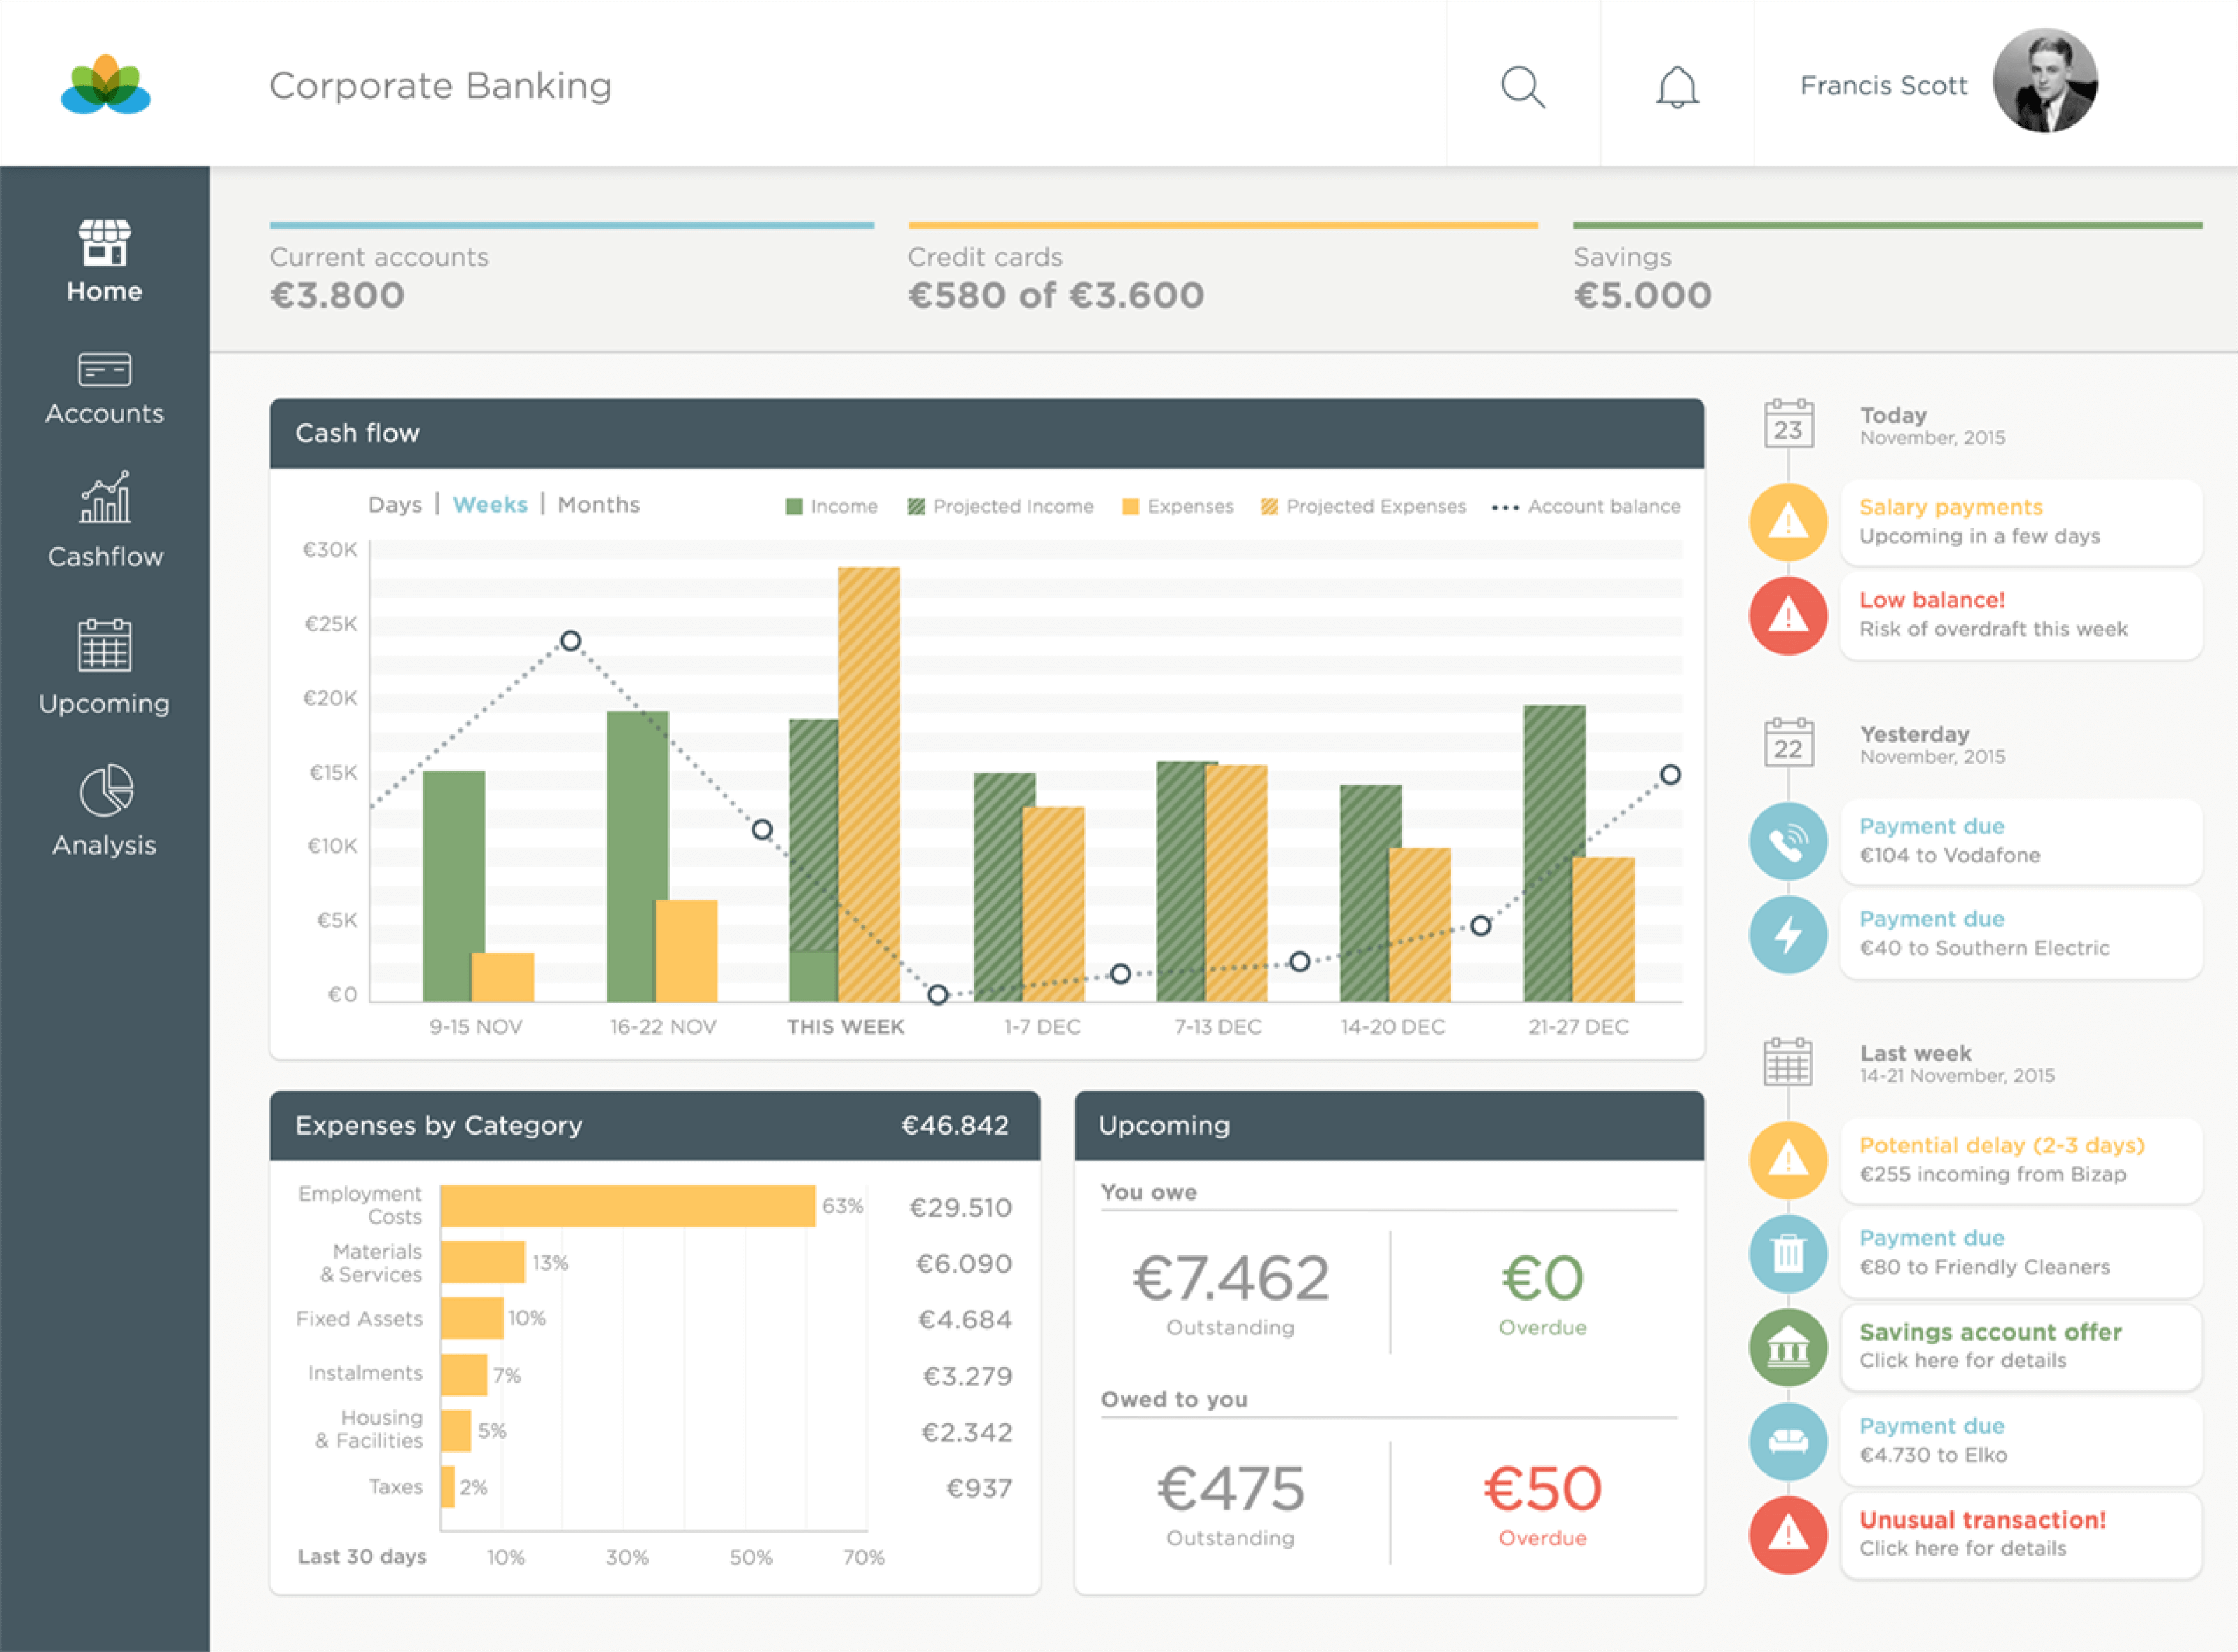 Corporate Banking
Francis Scott
Home
Accounts
Cashflow
Upcoming
Analysis
Current accounts
€3.800
Credit cards
€580 of €3.600
Savings
€5.000
Cash flow
Days | Weeks | Months
Income
Projected Income
Expenses
Projected Expenses
Account balance
€30K
€25K
€20K
€15K
€10K
€5K
€0
9-15 NOV
16-22 NOV
THIS WEEK
1-7 DEC
7-13 DEC
14-20 DEC
21-27 DEC
Expenses by Category
€46.842
Employment
Costs
63%
€29.510
Materials
& Services
13%
€6.090
Fixed Assets
10%
€4.684
Instalments
7%
€3.279
Housing
& Facilities
5%
€2.342
Taxes
2%
€937
Last 30 days
10%
30%
50%
70%
Upcoming
You owe
€7.462
Outstanding
€0
Overdue
Owed to you
€475
Outstanding
€50
Overdue
23
Today
November, 2015
Salary payments
Upcoming in a few days
Low balance!
Risk of overdraft this week
22
Yesterday
November, 2015
Payment due
€104 to Vodafone
Payment due
€40 to Southern Electric
Last week
14-21 November, 2015
Potential delay (2-3 days)
€255 incoming from Bizap
Payment due
€80 to Friendly Cleaners
Savings account offer
Click here for details
Payment due
€4.730 to Elko
Unusual transaction!
Click here for details